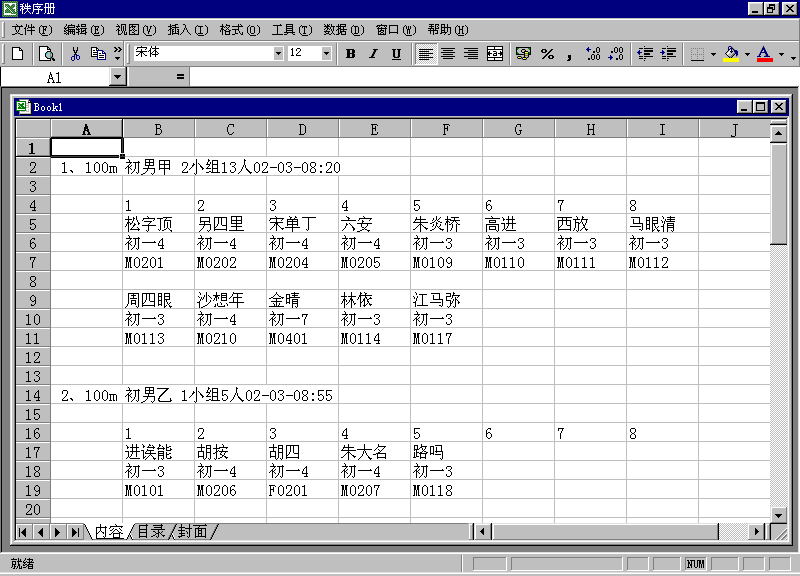 秩序册
文件(F) 编辑(E) 视图(V) 插入(I) 格式(O) 工具(T) 数据(D) 窗口(W) 帮助(H)
宋体 12 B I U % ,
A1 =
Book1
A B C D E F G H I J
1
2 1、100m 初男甲 2小组13人02-03-08:20
3
4 1 2 3 4 5 6 7 8
5 松字顶 另四里 宋单丁 六安 朱炎桥 高进 西放 马眼清
6 初一4 初一4 初一4 初一4 初一3 初一3 初一3 初一3
7 M0201 M0202 M0204 M0205 M0109 M0110 M0111 M0112
8
9 周四眼 沙想年 金晴 林依 江马弥
10 初一3 初一4 初一7 初一3 初一3
11 M0113 M0210 M0401 M0114 M0117
12
13
14 2、100m 初男乙 1小组5人02-03-08:55
15
16 1 2 3 4 5 6 7 8
17 进诶能 胡按 胡四 朱大名 路吗
18 初一3 初一4 初一4 初一4 初一3
19 M0101 M0206 F0201 M0207 M0118
20
内容 目录 封面
就绪 NUM